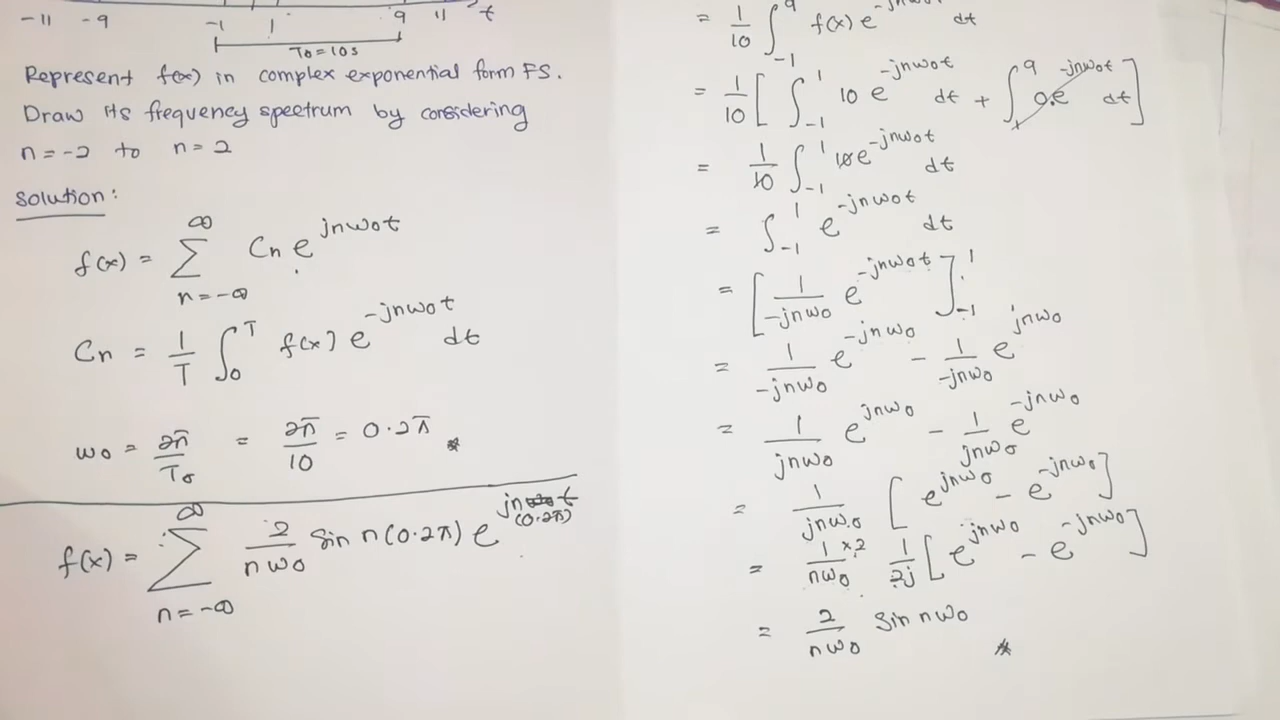 -11 -9 -1 1 9 11 t
T0=10s
Represent f(x) in complex exponential form FS.
Draw its frequency spectrum by considering
n=-2 to n=2
Solution:
f(x) = ∑_{n=-∞}^{∞} Cn e^{jnω0t}
Cn = 1/T ∫_0^T f(x) e^{-jnω0t} dt
ω0 = 2π/T0 = 2π/10 = 0.2π *
f(x) = ∑_{n=-∞}^{∞} 2/nω0 Sin n(0.2π) e^{jn(0.2π)}
= 1/10 ∫_{-1}^{9} f(x) e^{-jnω0t} dt
= 1/10 [ ∫_{-1}^{1} 10 e^{-jnω0t} dt + ∫_1^9 0.e^{-jnω0t} dt ]
= 1/10 ∫_{-1}^{1} 10 e^{-jnω0t} dt
= ∫_{-1}^{1} e^{-jnω0t} dt
= [ 1/-jnω0 e^{-jnω0t} ]_{-1}^{1}
= 1/-jnω0 e^{-jnω0} - 1/-jnω0 e^{jnω0}
= 1/jnω0 e^{jnω0} - 1/jnω0 e^{-jnω0}
= 1/jnω0 [ e^{jnω0} - e^{-jnω0} ]
= 1/nω0 ×2 1/2j [ e^{jnω0} - e^{-jnω0} ]
= 2/nω0 Sin nω0 *